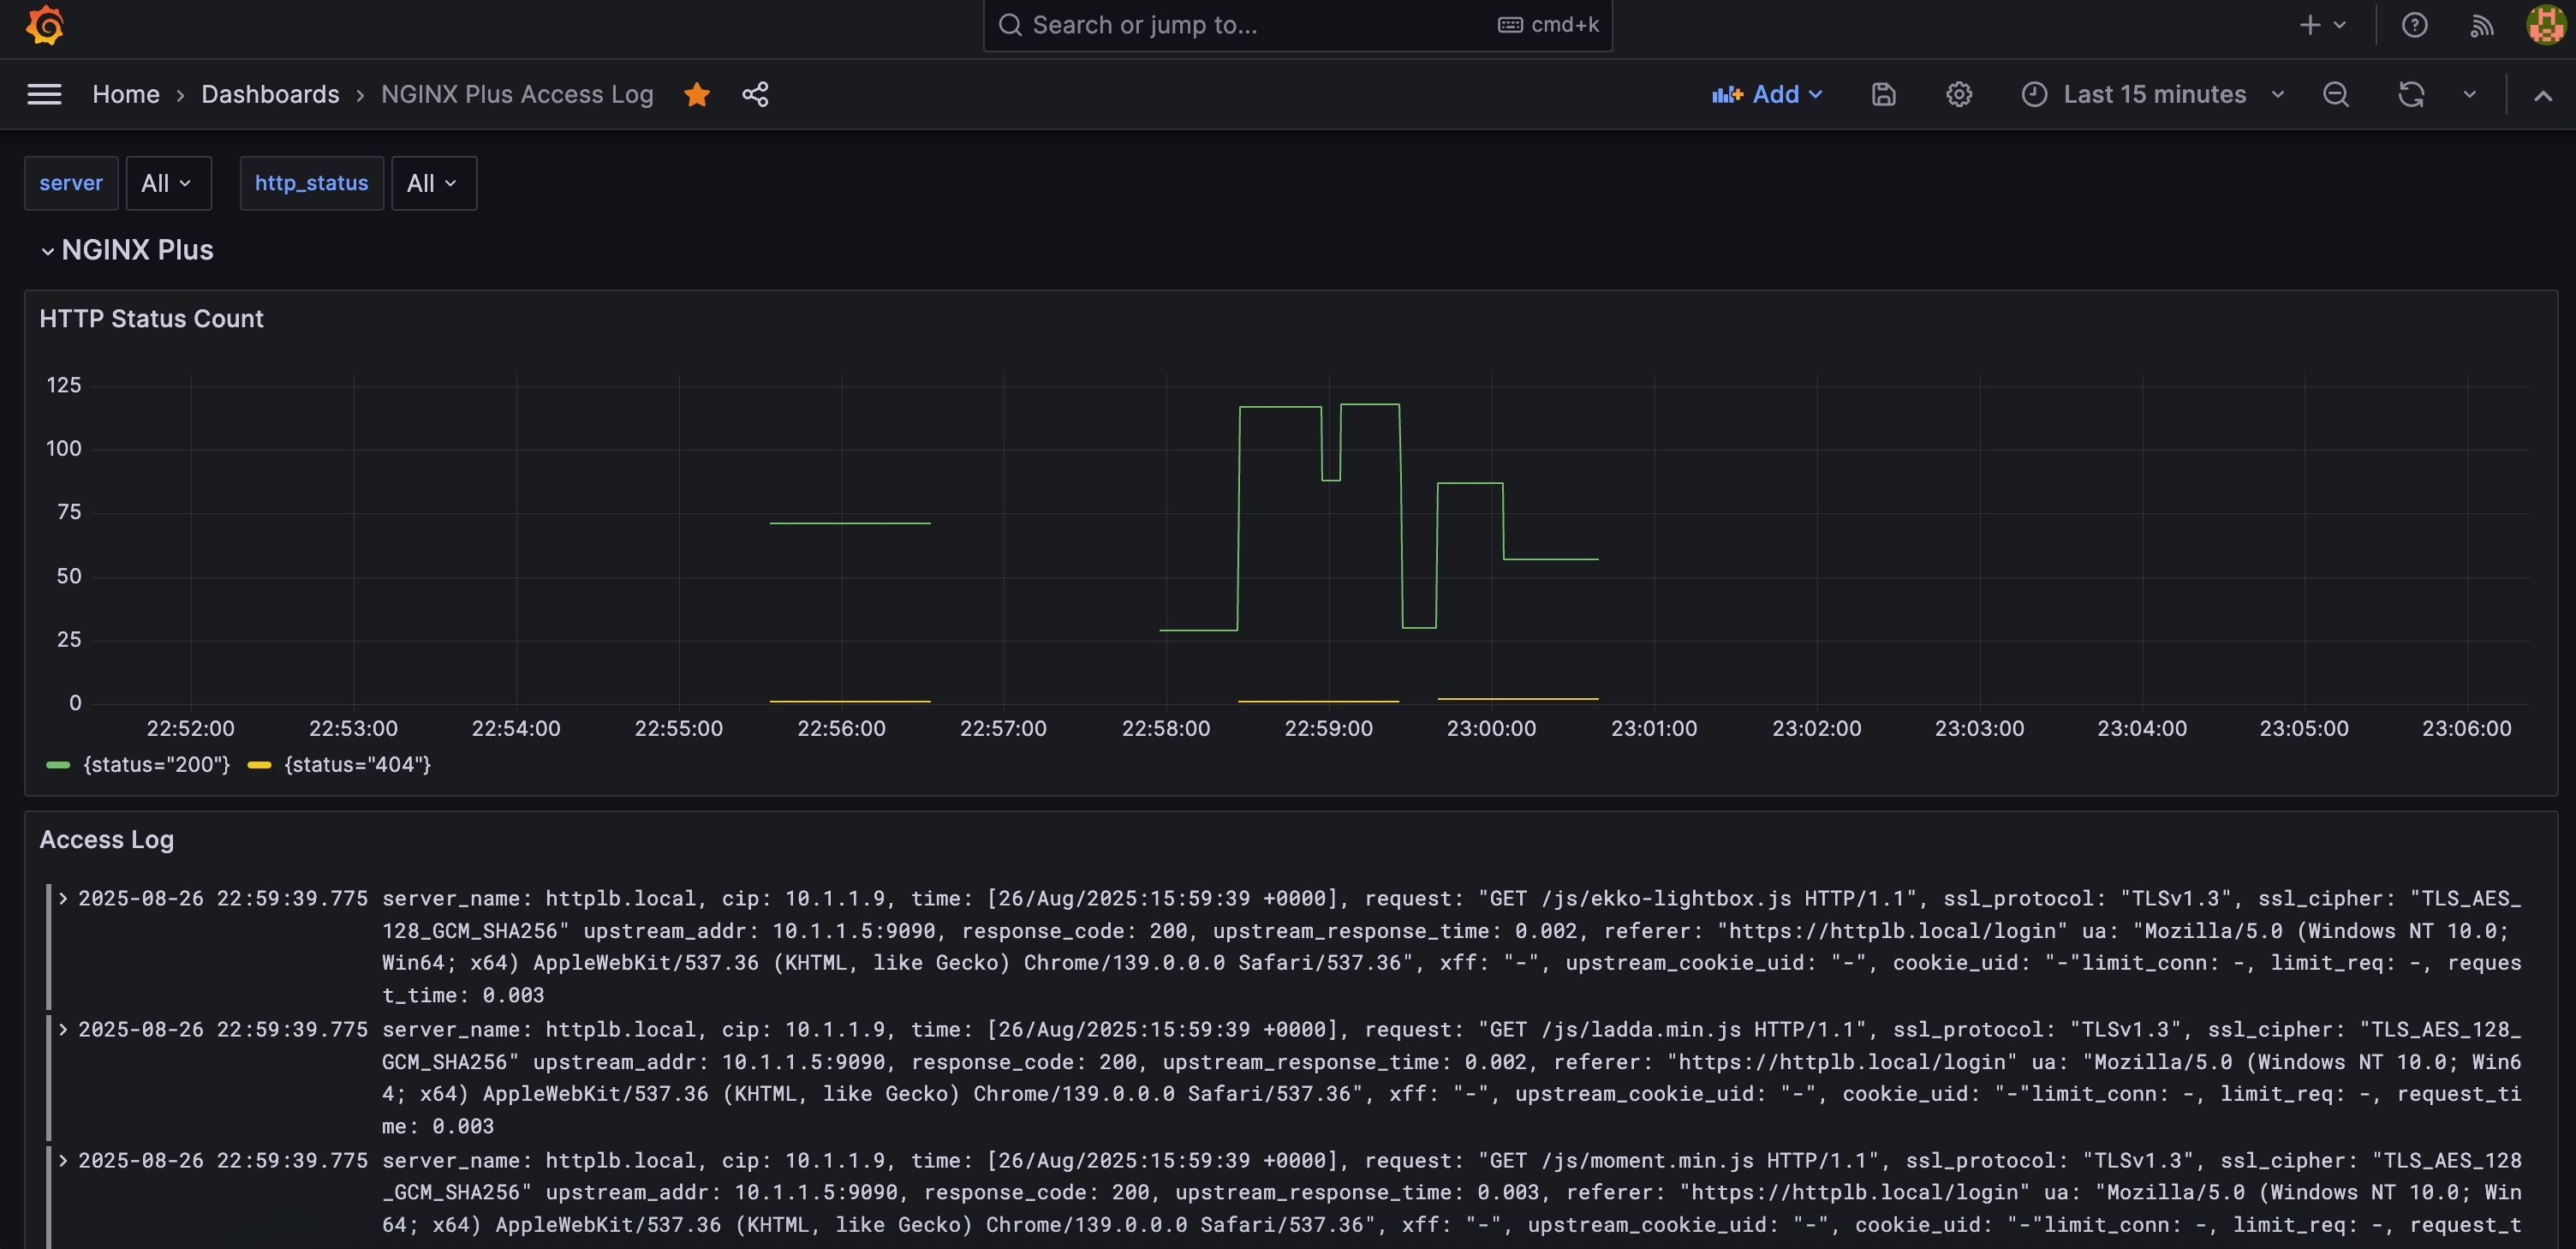 Search or jump to...
cmd+k
Home › Dashboards › NGINX Plus Access Log
Add
Last 15 minutes
server
All
http_status
All
NGINX Plus
HTTP Status Count
125
100
75
50
25
0
22:52:00 22:53:00 22:54:00 22:55:00 22:56:00 22:57:00 22:58:00 22:59:00 23:00:00 23:01:00 23:02:00 23:03:00 23:04:00 23:05:00 23:06:00
{status="200"} {status="404"}
Access Log
2025-08-26 22:59:39.775 server_name: httplb.local, cip: 10.1.1.9, time: [26/Aug/2025:15:59:39 +0000], request: "GET /js/ekko-lightbox.js HTTP/1.1", ssl_protocol: "TLSv1.3", ssl_cipher: "TLS_AES_
128_GCM_SHA256" upstream_addr: 10.1.1.5:9090, response_code: 200, upstream_response_time: 0.002, referer: "https://httplb.local/login" ua: "Mozilla/5.0 (Windows NT 10.0;
Win64; x64) AppleWebKit/537.36 (KHTML, like Gecko) Chrome/139.0.0.0 Safari/537.36", xff: "-", upstream_cookie_uid: "-", cookie_uid: "-"limit_conn: -, limit_req: -, reques
t_time: 0.003
2025-08-26 22:59:39.775 server_name: httplb.local, cip: 10.1.1.9, time: [26/Aug/2025:15:59:39 +0000], request: "GET /js/ladda.min.js HTTP/1.1", ssl_protocol: "TLSv1.3", ssl_cipher: "TLS_AES_128_
GCM_SHA256" upstream_addr: 10.1.1.5:9090, response_code: 200, upstream_response_time: 0.002, referer: "https://httplb.local/login" ua: "Mozilla/5.0 (Windows NT 10.0; Win6
4; x64) AppleWebKit/537.36 (KHTML, like Gecko) Chrome/139.0.0.0 Safari/537.36", xff: "-", upstream_cookie_uid: "-", cookie_uid: "-"limit_conn: -, limit_req: -, request_ti
me: 0.003
2025-08-26 22:59:39.775 server_name: httplb.local, cip: 10.1.1.9, time: [26/Aug/2025:15:59:39 +0000], request: "GET /js/moment.min.js HTTP/1.1", ssl_protocol: "TLSv1.3", ssl_cipher: "TLS_AES_128
_GCM_SHA256" upstream_addr: 10.1.1.5:9090, response_code: 200, upstream_response_time: 0.003, referer: "https://httplb.local/login" ua: "Mozilla/5.0 (Windows NT 10.0; Win
64; x64) AppleWebKit/537.36 (KHTML, like Gecko) Chrome/139.0.0.0 Safari/537.36", xff: "-", upstream_cookie_uid: "-", cookie_uid: "-"limit_conn: -, limit_req: -, request_t